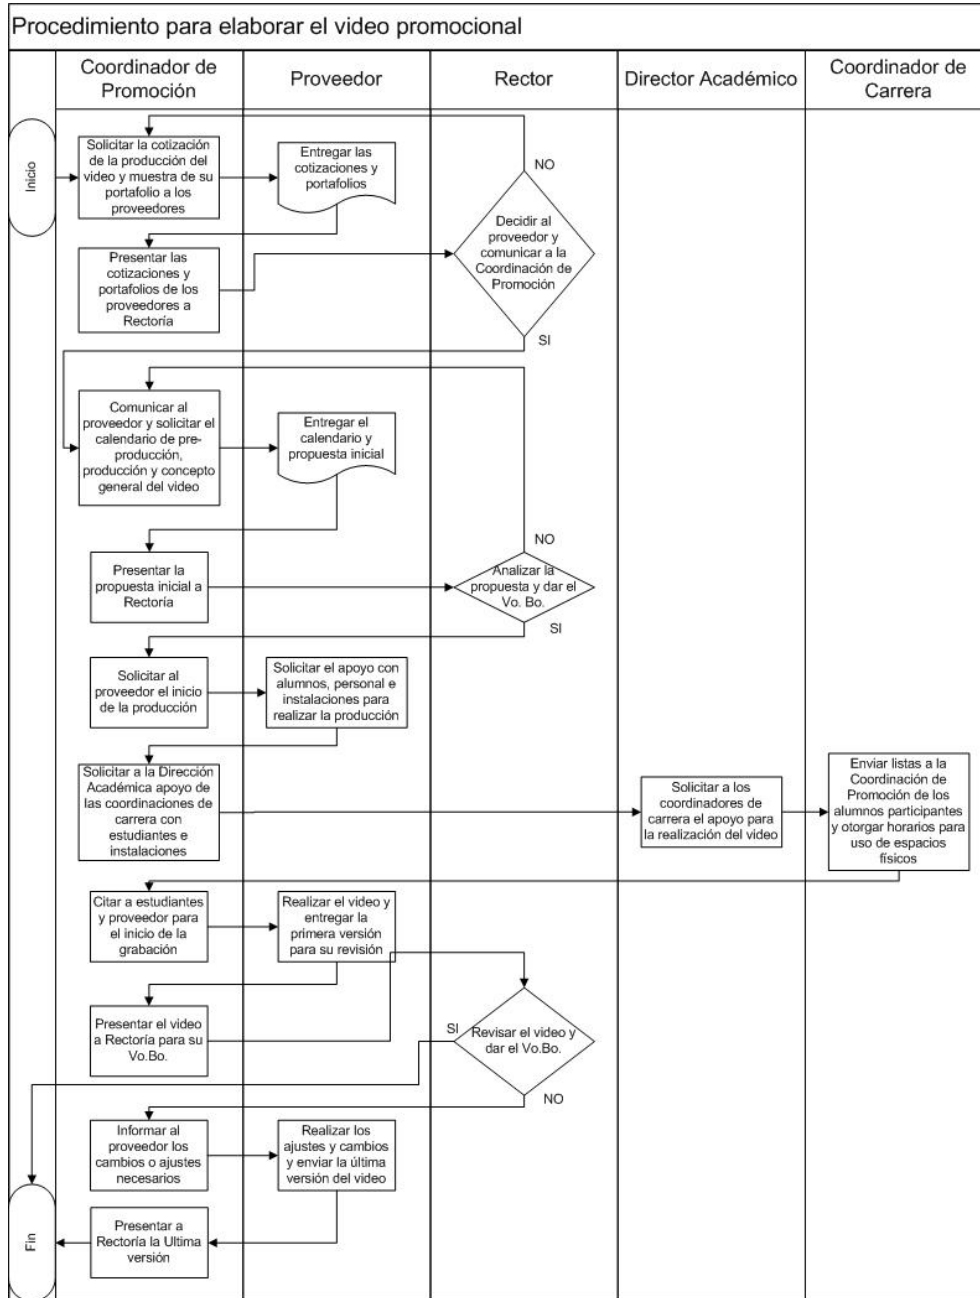 Procedimiento para elaborar el video promocional
Coordinador de
Promoción
Proveedor
Rector
Director Académico
Coordinador de
Carrera
Inicio
Solicitar la cotización
de la producción del
video y muestra de su
portafolio a los
proveedores
Entregar las
cotizaciones y
portafolios
NO
Decidir al
proveedor y
comunicar a la
Coordinación de
Promoción
SI
Presentar las
cotizaciones y
portafolios de los
proveedores a
Rectoría
Comunicar al
proveedor y solicitar el
calendario de pre-
producción,
producción y concepto
general del video
Entregar el
calendario y
propuesta inicial
NO
Presentar la
propuesta inicial a
Rectoría
Analizar la
propuesta y dar el
Vo. Bo.
SI
Solicitar al
proveedor el inicio
de la producción
Solicitar el apoyo con
alumnos, personal e
instalaciones para
realizar la producción
Solicitar a la Dirección
Académica apoyo de
las coordinaciones de
carrera con
estudiantes e
instalaciones
Solicitar a los
coordinadores de
carrera el apoyo para
la realización del video
Enviar listas a la
Coordinación de
Promoción de los
alumnos participantes
y otorgar horarios para
uso de espacios
físicos
Citar a estudiantes
y proveedor para
el inicio de la
grabación
Realizar el video y
entregar la
primera versión
para su revisión
Presentar el video
a Rectoría para su
Vo.Bo.
SI
Revisar el video y
dar el Vo.Bo.
NO
Informar al
proveedor los
cambios o ajustes
necesarios
Realizar los
ajustes y cambios
y enviar la última
versión del video
Presentar a
Rectoría la Ultima
versión
Fin